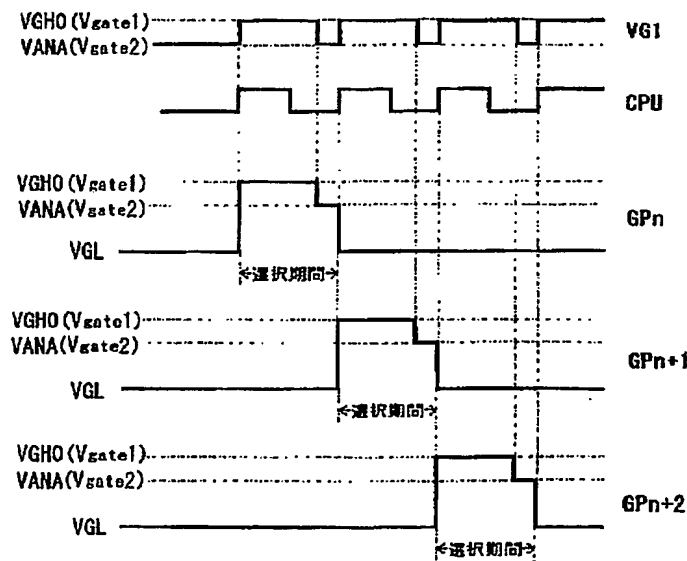 VGHO(Vgate1)
VANA(Vgate2)
VG1
CPU
VGHO(Vgate1)
VANA(Vgate2)
VGL
GPn
選択期間
VGHO(Vgate1)
VANA(Vgate2)
VGL
GPn+1
選択期間
VGHO(Vgate1)
VANA(Vgate2)
VGL
GPn+2
選択期間